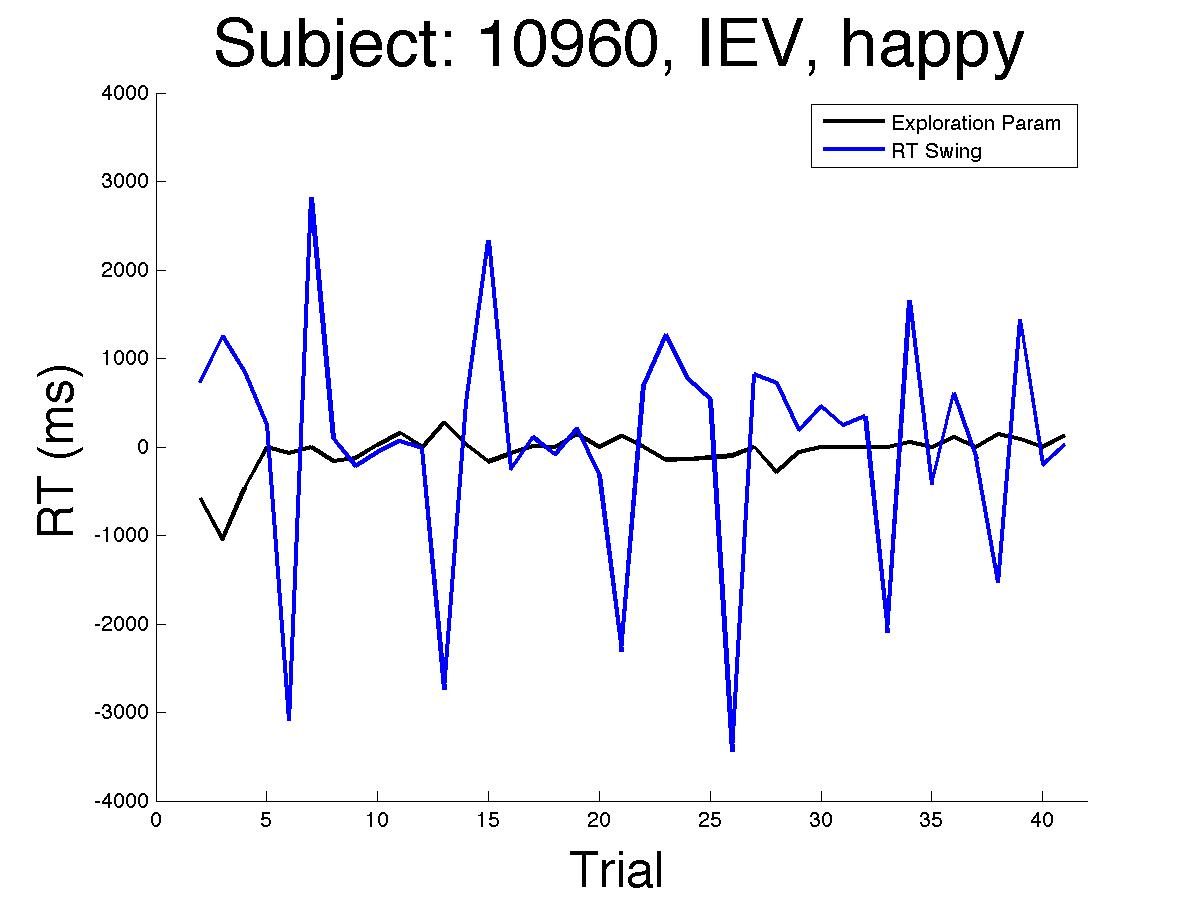 Subject: 10960, IEV, happy
Exploration Param
RT Swing
4000
3000
2000
1000
0
-1000
-2000
-3000
-4000
RT (ms)
0 5 10 15 20 25 30 35 40
Trial